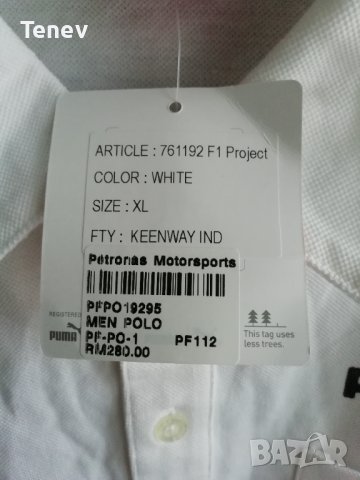 Tenev
ARTICLE : 761192 F1 Project
COLOR : WHITE
SIZE : XL
FTY : KEENWAY IND
Petronas Motorsports
PFPO19295
MEN POLO
PF-PO-1 PF112
RM280.00
REGISTERED
PUMA
This tag uses
less trees.
BAZAR